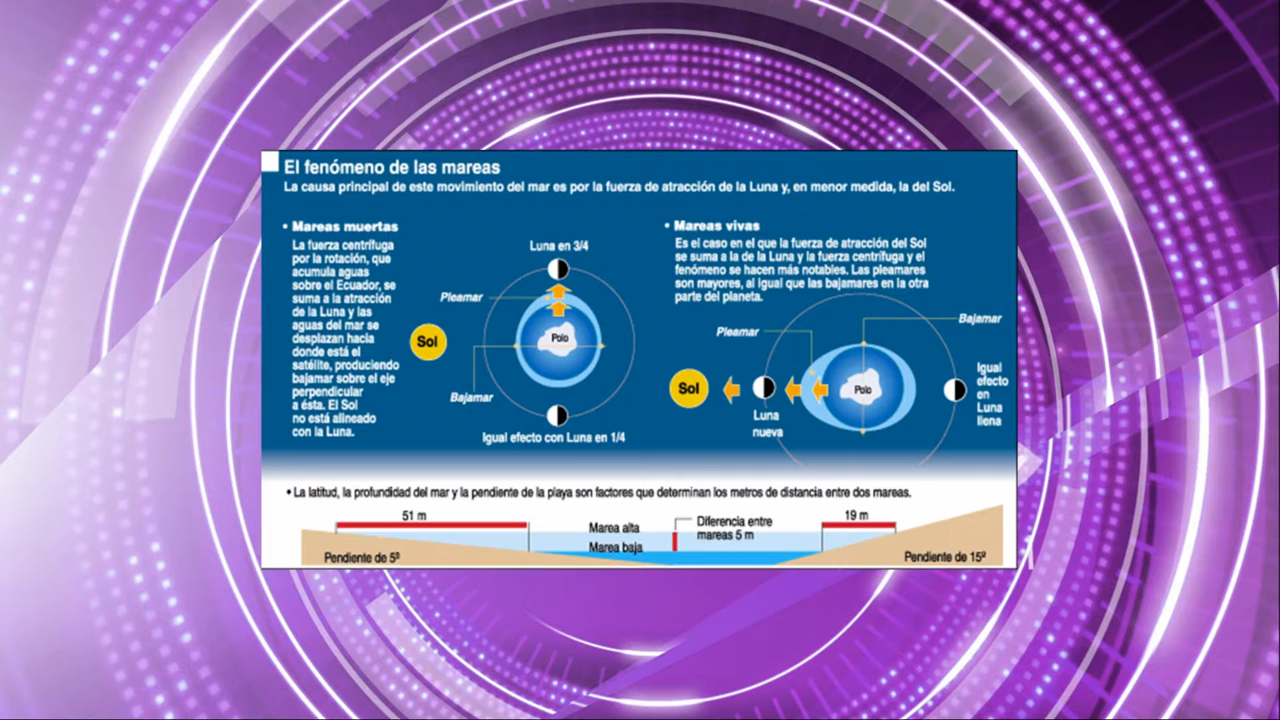 El fenómeno de las mareas
La causa principal de este movimiento del mar es por la fuerza de atracción de la Luna y, en menor medida, la del Sol.
• Mareas muertas
La fuerza centrífuga
por la rotación, que
acumula aguas
sobre el Ecuador, se
suma a la atracción
de la Luna y las
aguas del mar se
desplazan hacia
donde está el
satélite, produciendo
bajamar sobre el eje
perpendicular
a ésta. El Sol
no está alineado
con la Luna.
Luna en 3/4
Pleamar
Sol
Polo
Bajamar
Igual efecto con Luna en 1/4
• Mareas vivas
Es el caso en el que la fuerza de atracción del Sol
se suma a la de la Luna y la fuerza centrífuga y el
fenómeno se hacen más notables. Las pleamares
son mayores, al igual que las bajamares en la otra
parte del planeta.
Bajamar
Pleamar
Sol
Luna
nueva
Polo
Igual
efecto
en
Luna
llena
• La latitud, la profundidad del mar y la pendiente de la playa son factores que determinan los metros de distancia entre dos mareas.
51 m
Marea alta
Marea baja
Diferencia entre
mareas 5 m
19 m
Pendiente de 5º
Pendiente de 15º